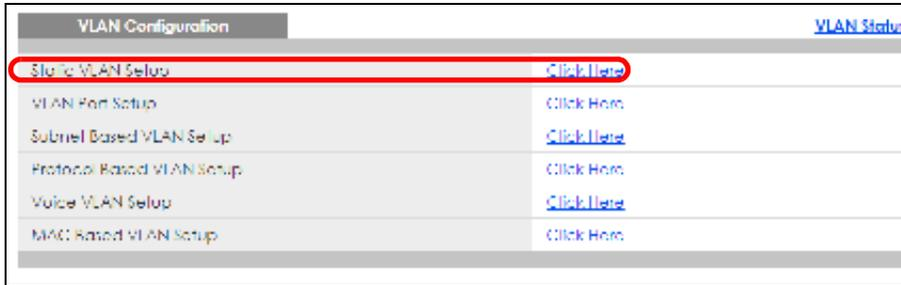 VLAN Configuration VLAN Status
Static VLAN Setup Click Here
VLAN Port Setup Click Here
Subnet Based VLAN Setup Click Here
Protocol Based VLAN Setup Click Here
Voice VLAN Setup Click Here
MAC Based VLAN Setup Click Here